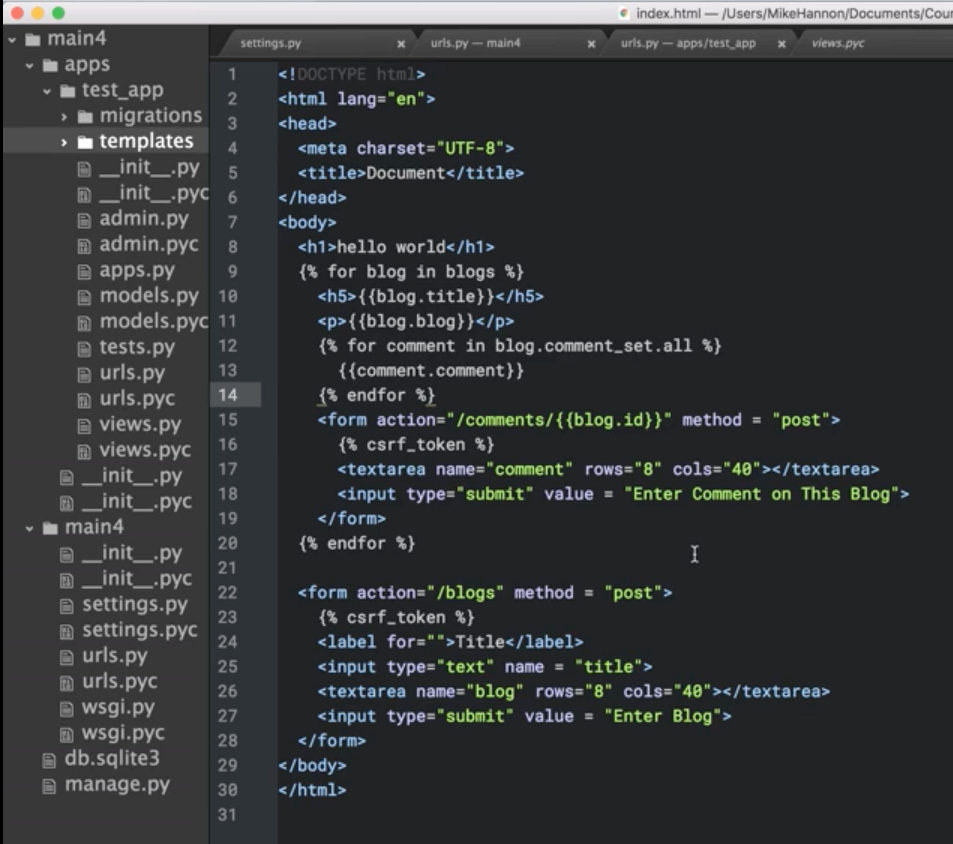 index.html — /Users/MikeHannon/Documents/Cour
main4
apps
test_app
migrations
templates
__init__.py
__init__.pyc
admin.py
admin.pyc
apps.py
models.py
models.pyc
tests.py
urls.py
urls.pyc
views.py
views.pyc
__init__.py
__init__.pyc
main4
__init__.py
__init__.pyc
settings.py
settings.pyc
urls.py
urls.pyc
wsgi.py
wsgi.pyc
db.sqlite3
manage.py
settings.py × urls.py — main4 × urls.py — apps/test_app × views.pyc
1 <!DOCTYPE html>
2 <html lang="en">
3 <head>
4 <meta charset="UTF-8">
5 <title>Document</title>
6 </head>
7 <body>
8 <h1>hello world</h1>
9 {% for blog in blogs %}
10 <h5>{{blog.title}}</h5>
11 <p>{{blog.blog}}</p>
12 {% for comment in blog.comment_set.all %}
13 {{comment.comment}}
14 {% endfor %}
15 <form action="/comments/{{blog.id}}" method = "post">
16 {% csrf_token %}
17 <textarea name="comment" rows="8" cols="40"></textarea>
18 <input type="submit" value = "Enter Comment on This Blog">
19 </form>
20 {% endfor %}
21
22 <form action="/blogs" method = "post">
23 {% csrf_token %}
24 <label for="">Title</label>
25 <input type="text" name = "title">
26 <textarea name="blog" rows="8" cols="40"></textarea>
27 <input type="submit" value = "Enter Blog">
28 </form>
29 </body>
30 </html>
31